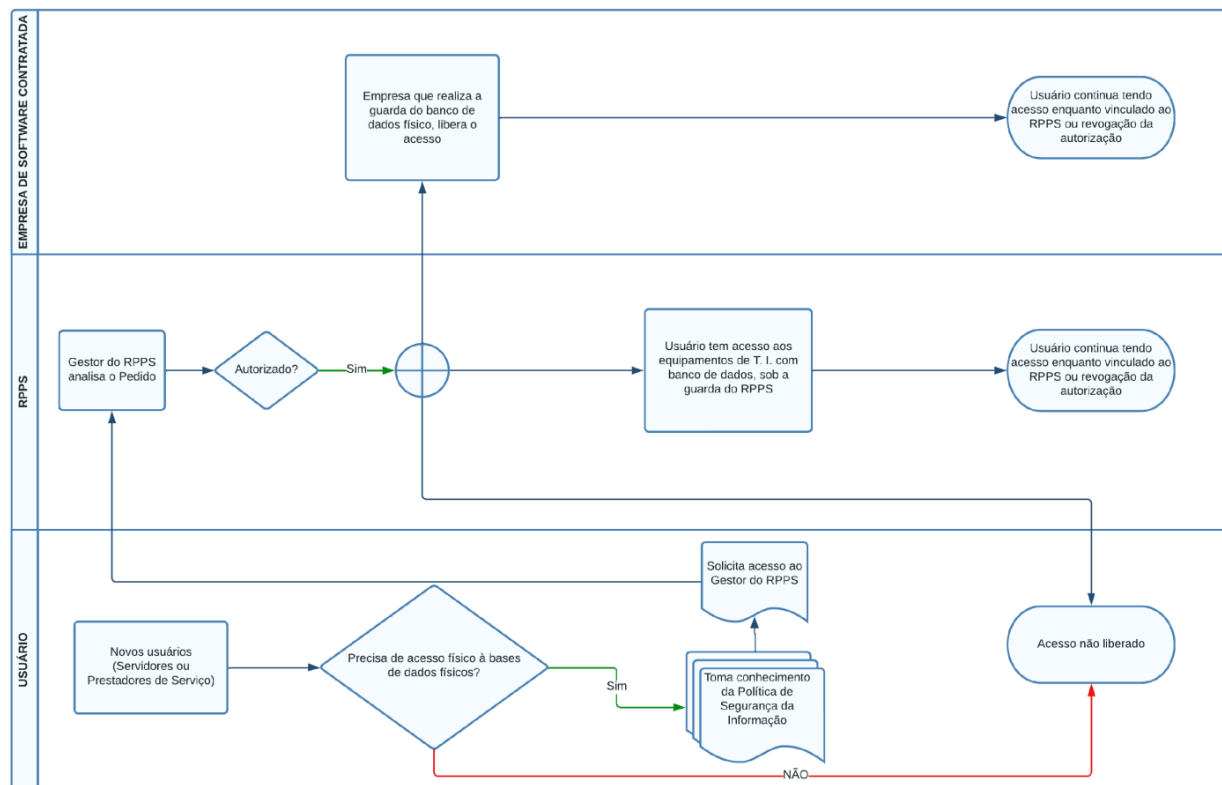 EMPRESA DE SOFTWARE CONTRATADA
Empresa que realiza a
guarda do banco de
dados físico, libera o
acesso
Usuário continua tendo
acesso enquanto vinculado ao
RPPS ou revogação da
autorização
RPPS
Gestor do RPPS
analisa o Pedido
Autorizado?
Sim
Usuário tem acesso aos
equipamentos de T. I. com
banco de dados, sob a
guarda do RPPS
Usuário continua tendo
acesso enquanto vinculado ao
RPPS ou revogação da
autorização
USUÁRIO
Novos usuários
(Servidores ou
Prestadores de Serviço)
Precisa de acesso físico à bases
de dados físicos?
Sim
Solicita acesso ao
Gestor do RPPS
Toma conhecimento
da Política de
Segurança da
Informação
Acesso não liberado
NÃO